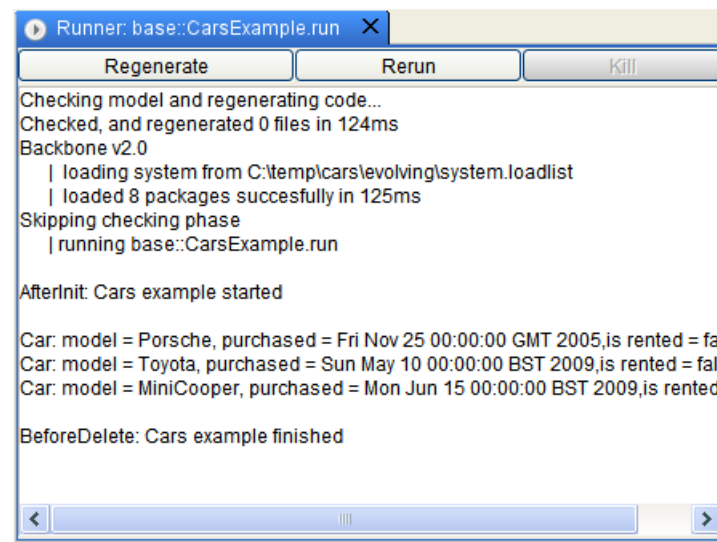 Runner: base::CarsExample.run
Regenerate Rerun Kill
Checking model and regenerating code...
Checked, and regenerated 0 files in 124ms
Backbone v2.0
| loading system from C:\temp\cars\evolving\system.loadlist
| loaded 8 packages succesfully in 125ms
Skipping checking phase
| running base::CarsExample.run
AfterInit: Cars example started
Car: model = Porsche, purchased = Fri Nov 25 00:00:00 GMT 2005,is rented = fa
Car: model = Toyota, purchased = Sun May 10 00:00:00 BST 2009,is rented = fal
Car: model = MiniCooper, purchased = Mon Jun 15 00:00:00 BST 2009,is rented
BeforeDelete: Cars example finished